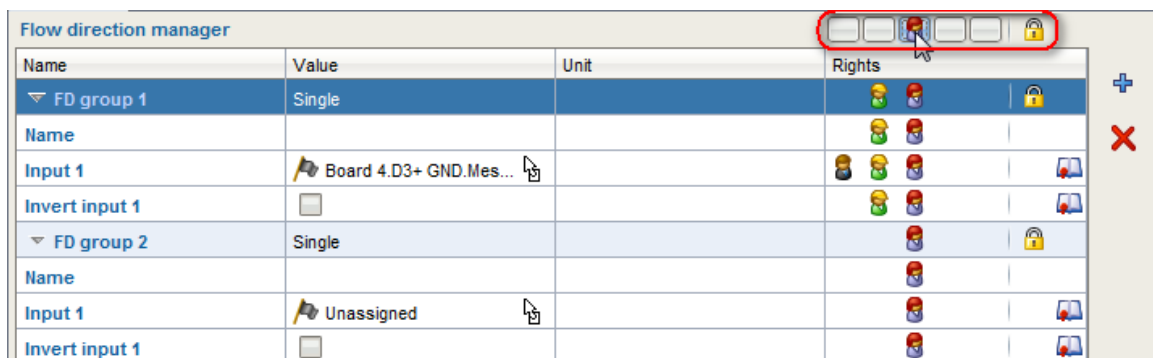 Flow direction manager
Name Value Unit Rights
FD group 1 Single
Name
Input 1 Board 4.D3+ GND.Mes...
Invert input 1
FD group 2 Single
Name
Input 1 Unassigned
Invert input 1